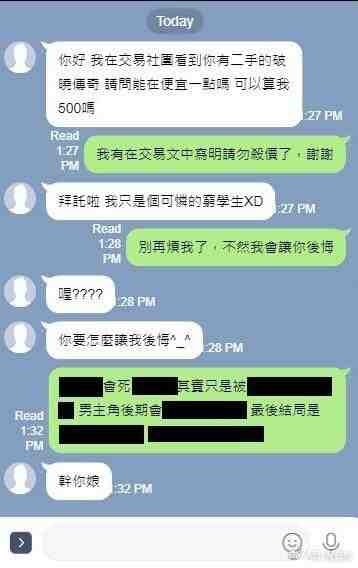 Today
你好 我在交易社團看到你有二手的破
曉傳奇 請問能在便宜一點嗎 可以算我
500嗎
1:27 PM
Read
1:27
PM
我有在交易文中寫明請勿殺價了，謝謝
拜託啦 我只是個可憐的窮學生XD
1:27 PM
Read
1:28
PM
別再煩我了，不然我會讓你後悔
喔????
1:28 PM
你要怎麼讓我後悔^_^
1:28 PM
會死 其實只是被
男主角後期會 最後結局是
Read
1:32
PM
幹你娘
1:32 PM